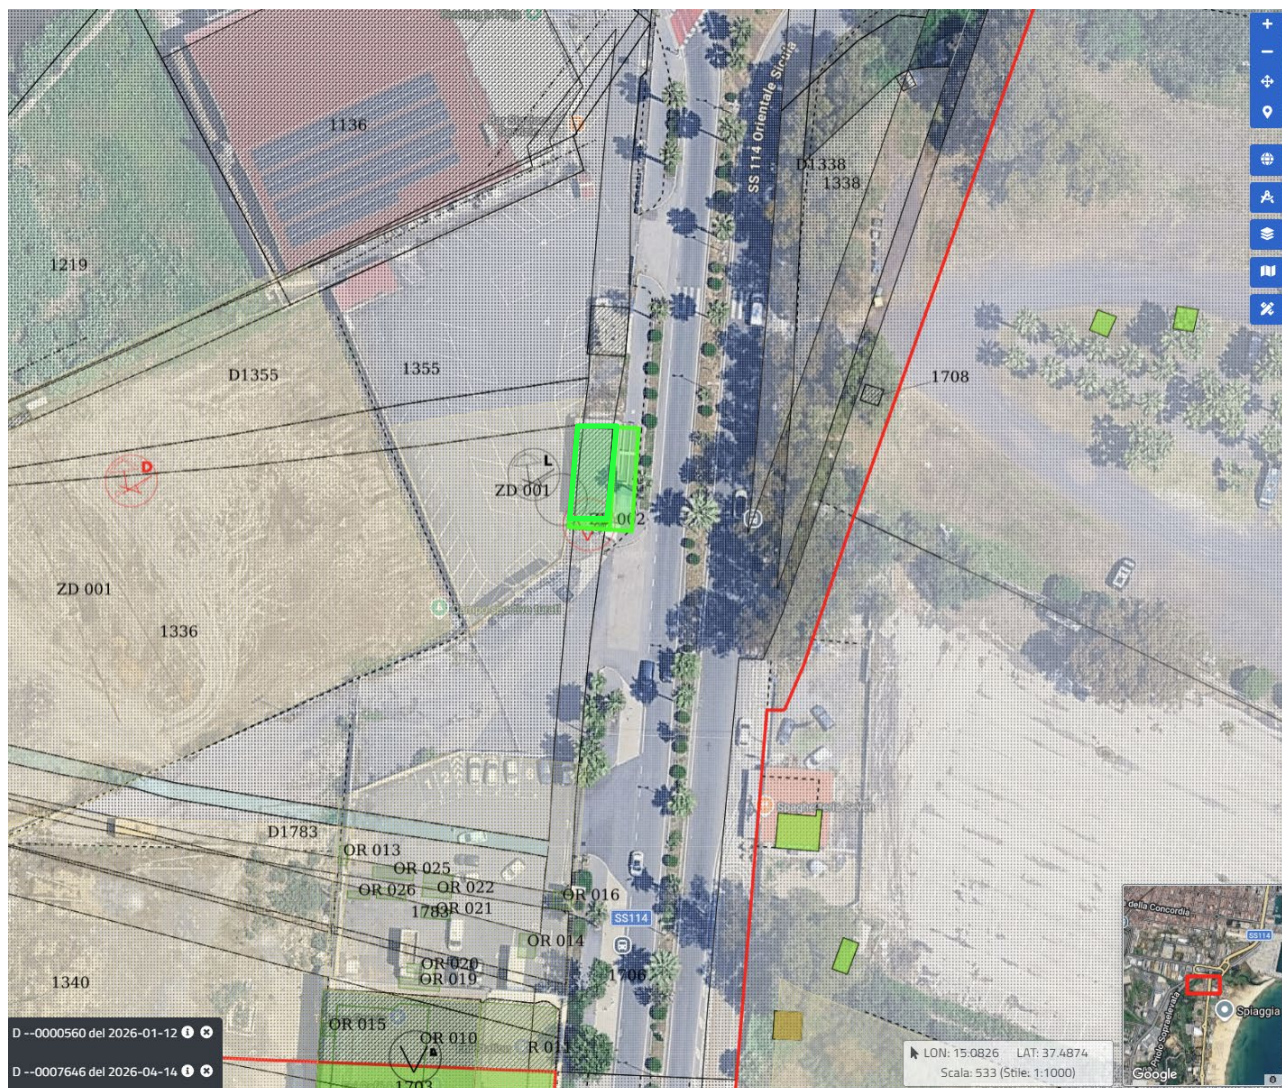 1136
SS 114 Orientale Sicula
D1338
1338
1219
D1355
1355
1708
L
D
ZD 001
002
ZD 001
1336
D1783
OR 013
OR 025
OR 026
OR 022
1783
OR 021
OR 016
SS114
OR 014
OR 020
OR 019
1706
1340
OR 015
OR 010
1703
della Concordia
SS114
Spiaggia
Google
D --0000560 del 2026-01-12
D --0007646 del 2026-04-14
LON: 15.0826 LAT: 37.4874
Scala: 533 (Stile: 1:1000)